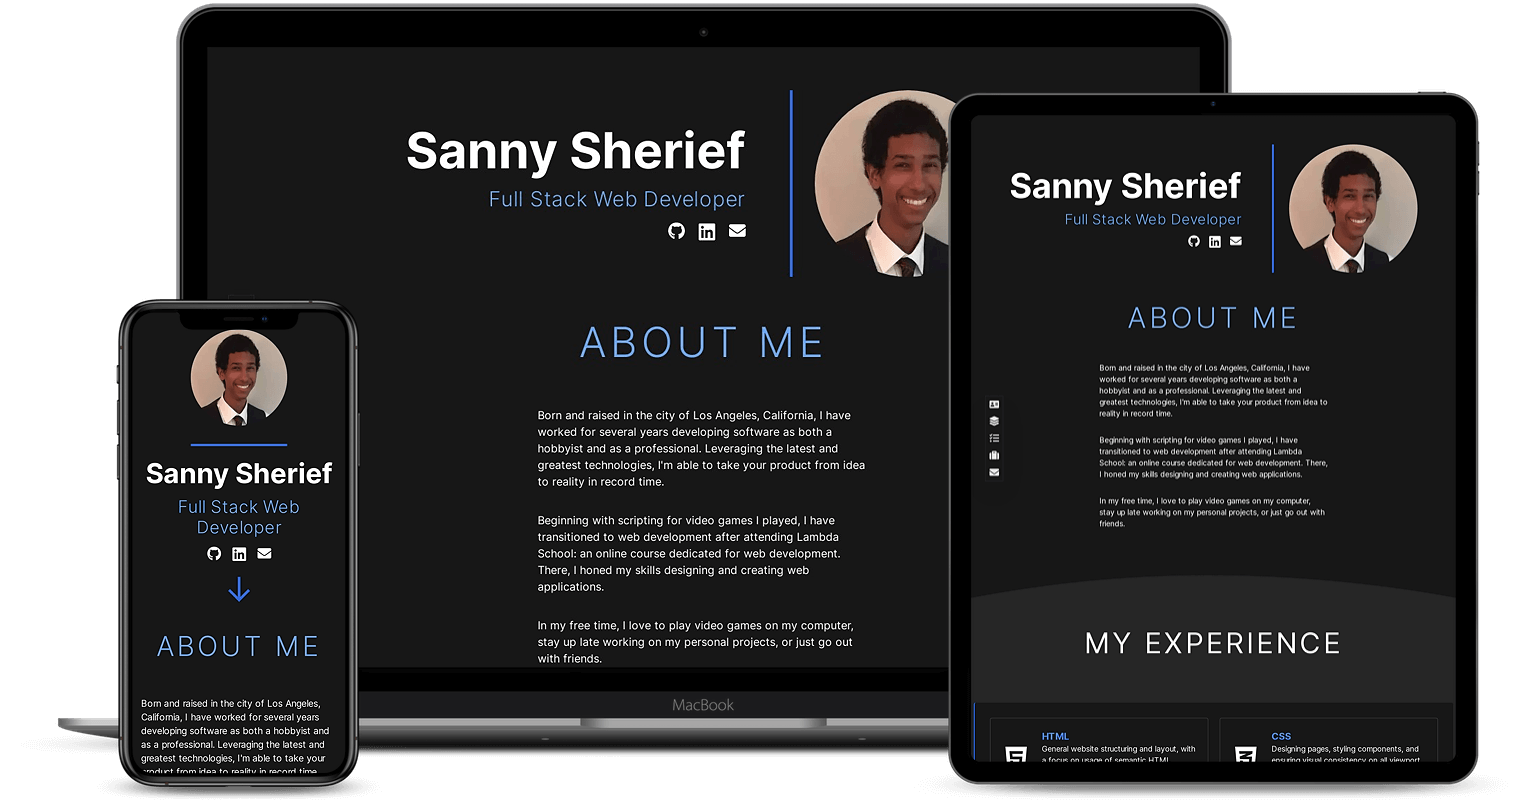 Sanny Sherief
Full Stack Web Developer
ABOUT ME
Born and raised in the city of Los Angeles, California, I have
worked for several years developing software as both a
hobbyist and as a professional. Leveraging the latest and
greatest technologies, I'm able to take your product from idea
to reality in record time.
Beginning with scripting for video games I played, I have
transitioned to web development after attending Lambda
School: an online course dedicated for web development.
There, I honed my skills designing and creating web
applications.
In my free time, I love to play video games on my computer,
stay up late working on my personal projects, or just go out
with friends.
MacBook
Sanny Sherief
Full Stack Web
Developer
ABOUT ME
Born and raised in the city of Los Angeles,
California, I have worked for several years
developing software as both a hobbyist and
as a professional. Leveraging the latest and
greatest technologies, I'm able to take your
product from idea to reality in record time.
Sanny Sherief
Full Stack Web Developer
ABOUT ME
Born and raised in the city of Los Angeles, California, I have
worked for several years developing software as both a
hobbyist and as a professional. Leveraging the latest and
greatest technologies, I'm able to take your product from idea to
reality in record time.
Beginning with scripting for video games I played, I have
transitioned to web development after attending Lambda
School: an online course dedicated for web development. There,
I honed my skills designing and creating web applications.
In my free time, I love to play video games on my computer,
stay up late working on my personal projects, or just go out with
friends.
MY EXPERIENCE
HTML
General website structuring and layout, with
a focus on usage of semantic HTML
CSS
Designing pages, styling components, and
ensuring visual consistency on all viewport